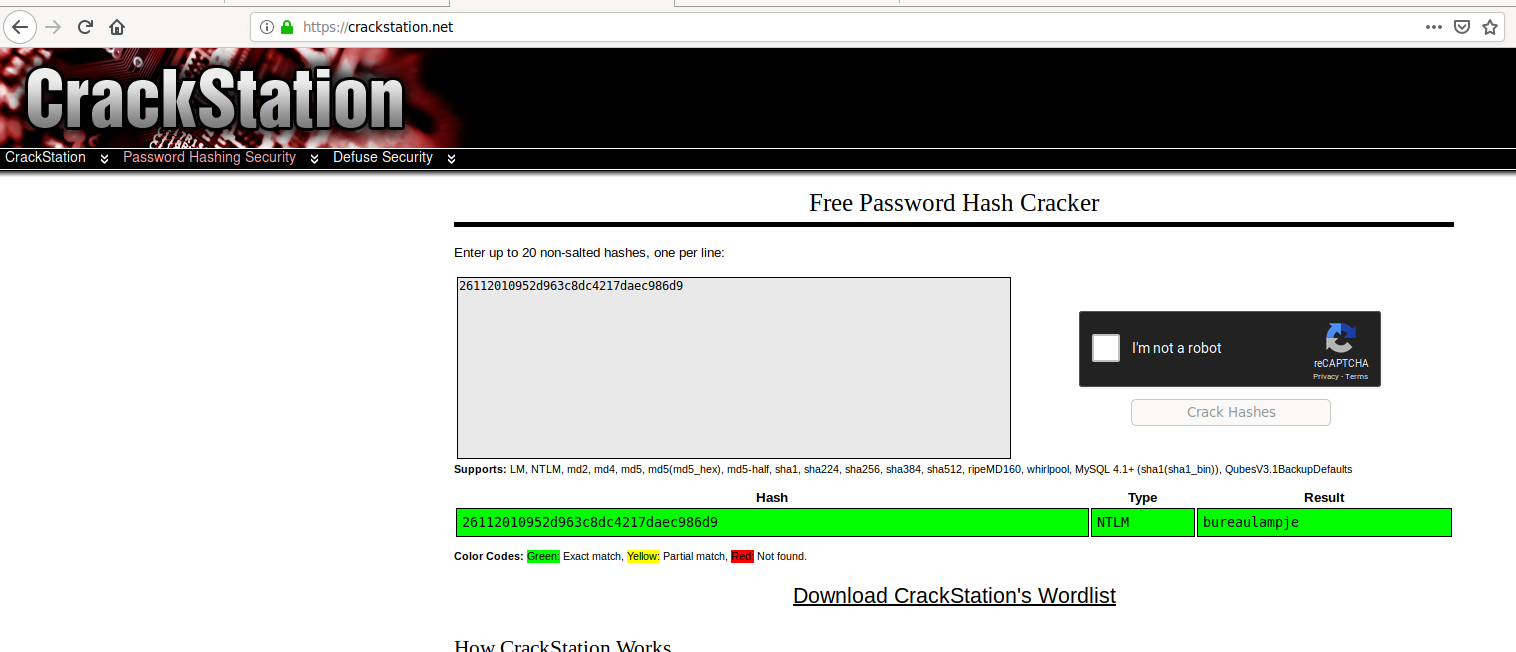 https://crackstation.net
CrackStation
CrackStation Password Hashing Security Defuse Security
Free Password Hash Cracker
Enter up to 20 non-salted hashes, one per line:
26112010952d963c8dc4217daec986d9
I'm not a robot
reCAPTCHA
Privacy - Terms
Crack Hashes
Supports: LM, NTLM, md2, md4, md5, md5(md5_hex), md5-half, sha1, sha224, sha256, sha384, sha512, ripeMD160, whirlpool, MySQL 4.1+ (sha1(sha1_bin)), QubesV3.1BackupDefaults
Hash Type Result
26112010952d963c8dc4217daec986d9 NTLM bureaulampje
Color Codes: Green: Exact match, Yellow: Partial match, Red: Not found.
Download CrackStation's Wordlist
How CrackStation Works